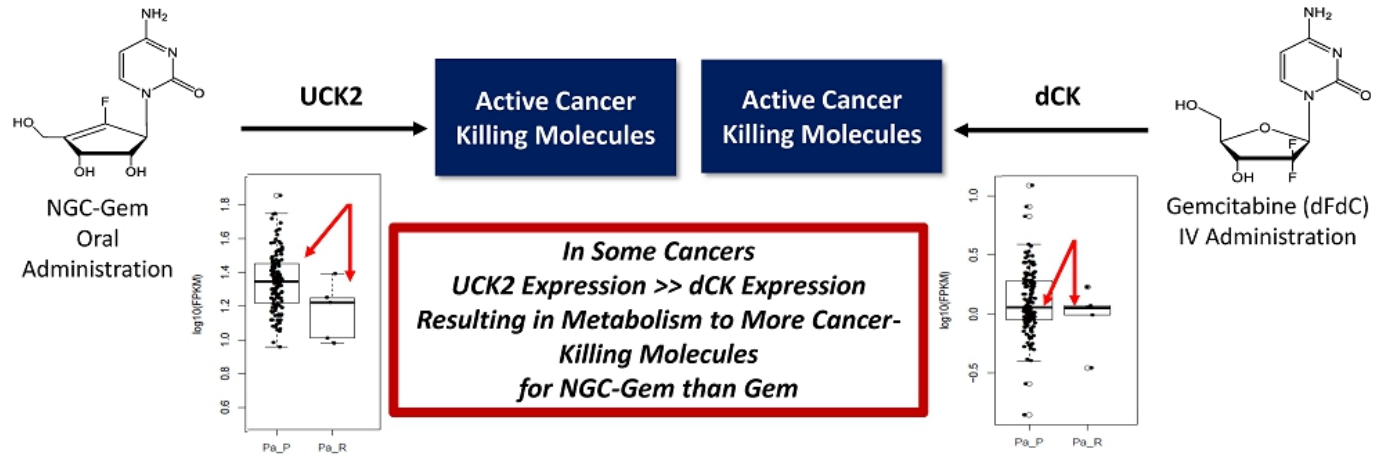 NH₂
N
N
O
F
HO
OH
OH
NGC-Gem
Oral
Administration
UCK2
Active Cancer
Killing Molecules
Active Cancer
Killing Molecules
dCK
NH₂
N
N
O
HO
O
F
F
OH
Gemcitabine (dFdC)
IV Administration
log10(FPKM)
1.8
1.6
1.4
1.2
1.0
0.8
0.6
Pa_P
Pa_R
In Some Cancers
UCK2 Expression >> dCK Expression
Resulting in Metabolism to More Cancer-
Killing Molecules
for NGC-Gem than Gem
log10(FPKM)
1.0
0.5
0.0
−0.5
Pa_P
Pa_R